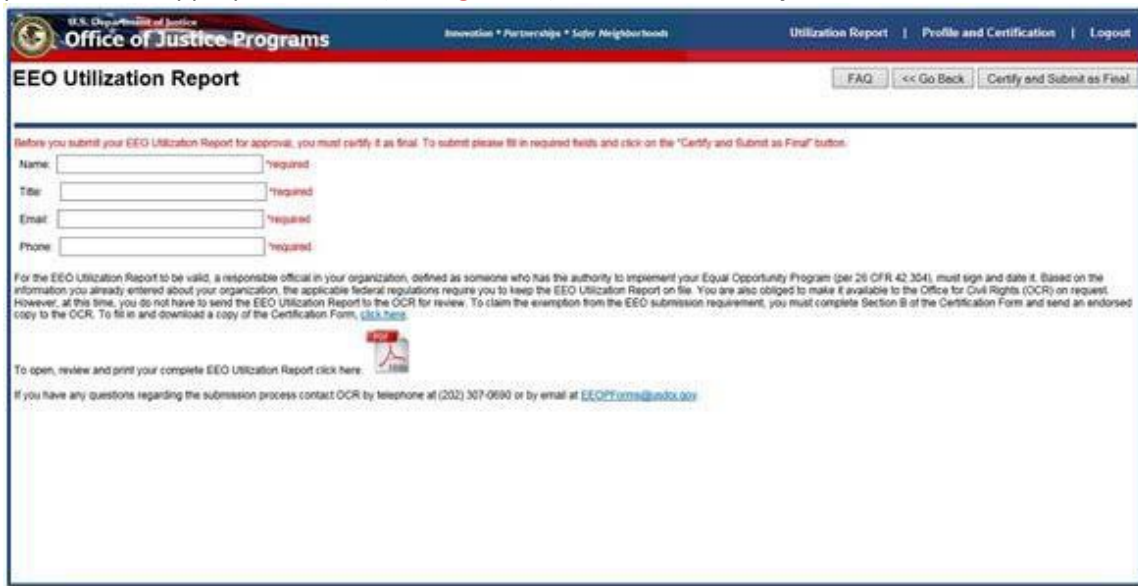 U.S. Department of Justice
Office of Justice Programs
Innovation * Partnerships * Safer Neighborhoods
Utilization Report | Profile and Certification | Logout
EEO Utilization Report
FAQ << Go Back Certify and Submit as Final
Before you submit your EEO Utilization Report for approval, you must certify it as final. To submit please fill in required fields and click on the "Certify and Submit as Final" button.
Name: *required
Title: *required
Email: *required
Phone: *required
For the EEO Utilization Report to be valid, a responsible official in your organization, defined as someone who has the authority to implement your Equal Opportunity Program (per 28 CFR 42.304), must sign and date it. Based on the
information you already entered about your organization, the applicable federal regulations require you to keep the EEO Utilization Report on file. You are also obliged to make it available to the Office for Civil Rights (OCR) on request.
However, at this time, you do not have to send the EEO Utilization Report to the OCR for review. To claim the exemption from the EEO submission requirement, you must complete Section B of the Certification Form and send an endorsed
copy to the OCR. To fill in and download a copy of the Certification Form, click here.
PDF
To open, review and print your complete EEO Utilization Report click here.
If you have any questions regarding the submission process contact OCR by telephone at (202) 307-0690 or by email at EEOPForms@usdoj.gov